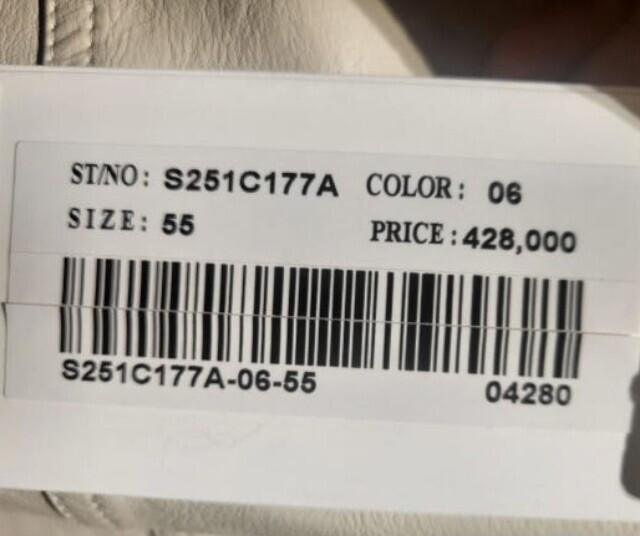 ST/NO: S251C177A COLOR: 06
SIZE: 55 PRICE: 428,000
S251C177A-06-55 04280